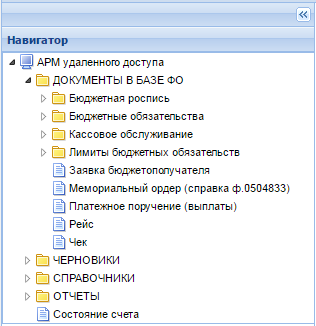 Навигатор
АРМ удаленного доступа
ДОКУМЕНТЫ В БАЗЕ ФО
Бюджетная роспись
Бюджетные обязательства
Кассовое обслуживание
Лимиты бюджетных обязательств
Заявка бюджетополучателя
Мемориальный ордер (справка ф.0504833)
Платежное поручение (выплаты)
Рейс
Чек
ЧЕРНОВИКИ
СПРАВОЧНИКИ
ОТЧЕТЫ
Состояние счета